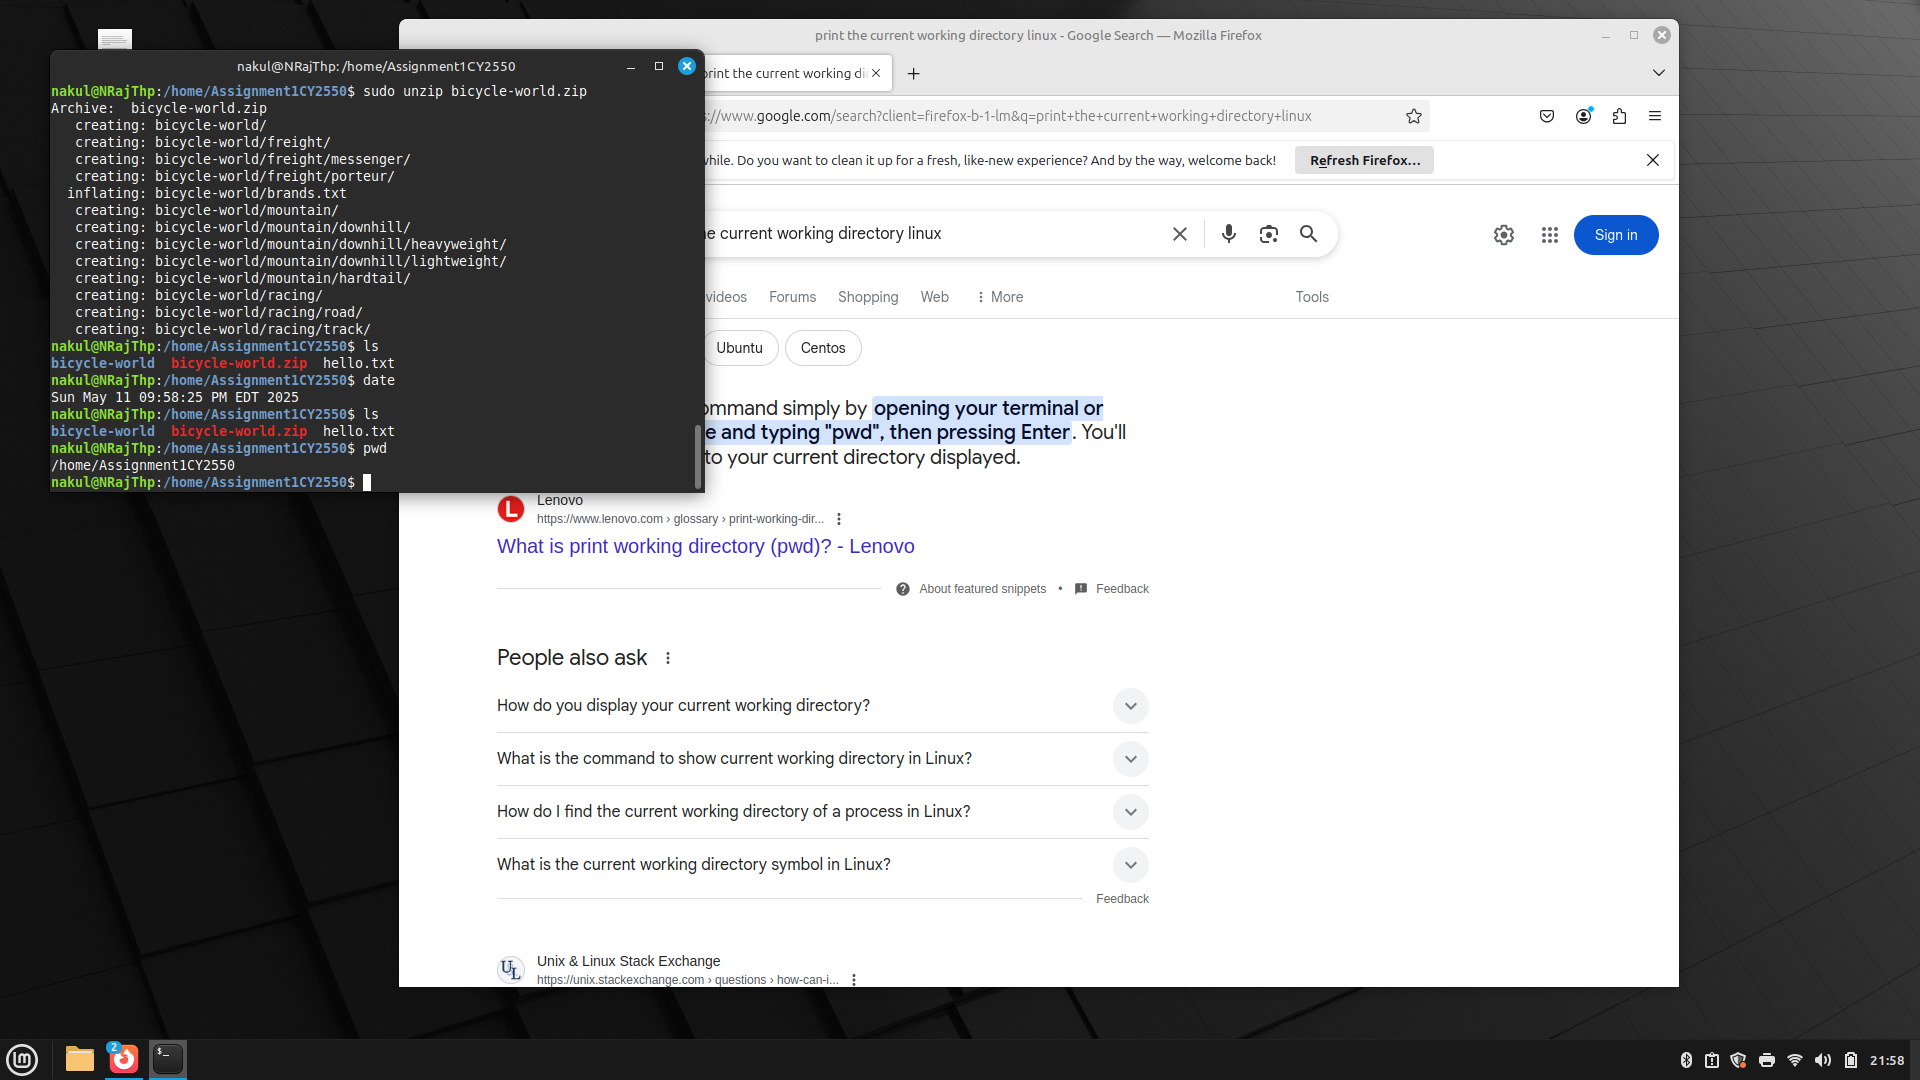 print the current working directory linux - Google Search — Mozilla Firefox
nakul@NRajThp: /home/Assignment1CY2550
nakul@NRajThp:/home/Assignment1CY2550$ sudo unzip bicycle-world.zip
Archive:  bicycle-world.zip
creating: bicycle-world/
creating: bicycle-world/freight/
creating: bicycle-world/freight/messenger/
creating: bicycle-world/freight/porteur/
inflating: bicycle-world/brands.txt
creating: bicycle-world/mountain/
creating: bicycle-world/mountain/downhill/
creating: bicycle-world/mountain/downhill/heavyweight/
creating: bicycle-world/mountain/downhill/lightweight/
creating: bicycle-world/mountain/hardtail/
creating: bicycle-world/racing/
creating: bicycle-world/racing/road/
creating: bicycle-world/racing/track/
nakul@NRajThp:/home/Assignment1CY2550$ ls
bicycle-world  bicycle-world.zip  hello.txt
nakul@NRajThp:/home/Assignment1CY2550$ date
Sun May 11 09:58:25 PM EDT 2025
nakul@NRajThp:/home/Assignment1CY2550$ ls
bicycle-world  bicycle-world.zip  hello.txt
nakul@NRajThp:/home/Assignment1CY2550$ pwd
/home/Assignment1CY2550
nakul@NRajThp:/home/Assignment1CY2550$
print the current working di
s://www.google.com/search?client=firefox-b-1-lm&q=print+the+current+working+directory+linux
while. Do you want to clean it up for a fresh, like-new experience? And by the way, welcome back!
Refresh Firefox...
e current working directory linux
Sign in
videos Forums Shopping Web More Tools
Ubuntu Centos
ommand simply by opening your terminal or
e and typing "pwd", then pressing Enter. You'll
to your current directory displayed.
L
Lenovo
https://www.lenovo.com › glossary › print-working-dir...
What is print working directory (pwd)? - Lenovo
About featured snippets • Feedback
People also ask
How do you display your current working directory?
What is the command to show current working directory in Linux?
How do I find the current working directory of a process in Linux?
What is the current working directory symbol in Linux?
Feedback
UL
Unix & Linux Stack Exchange
https://unix.stackexchange.com › questions › how-can-i...
2
$_
21:58